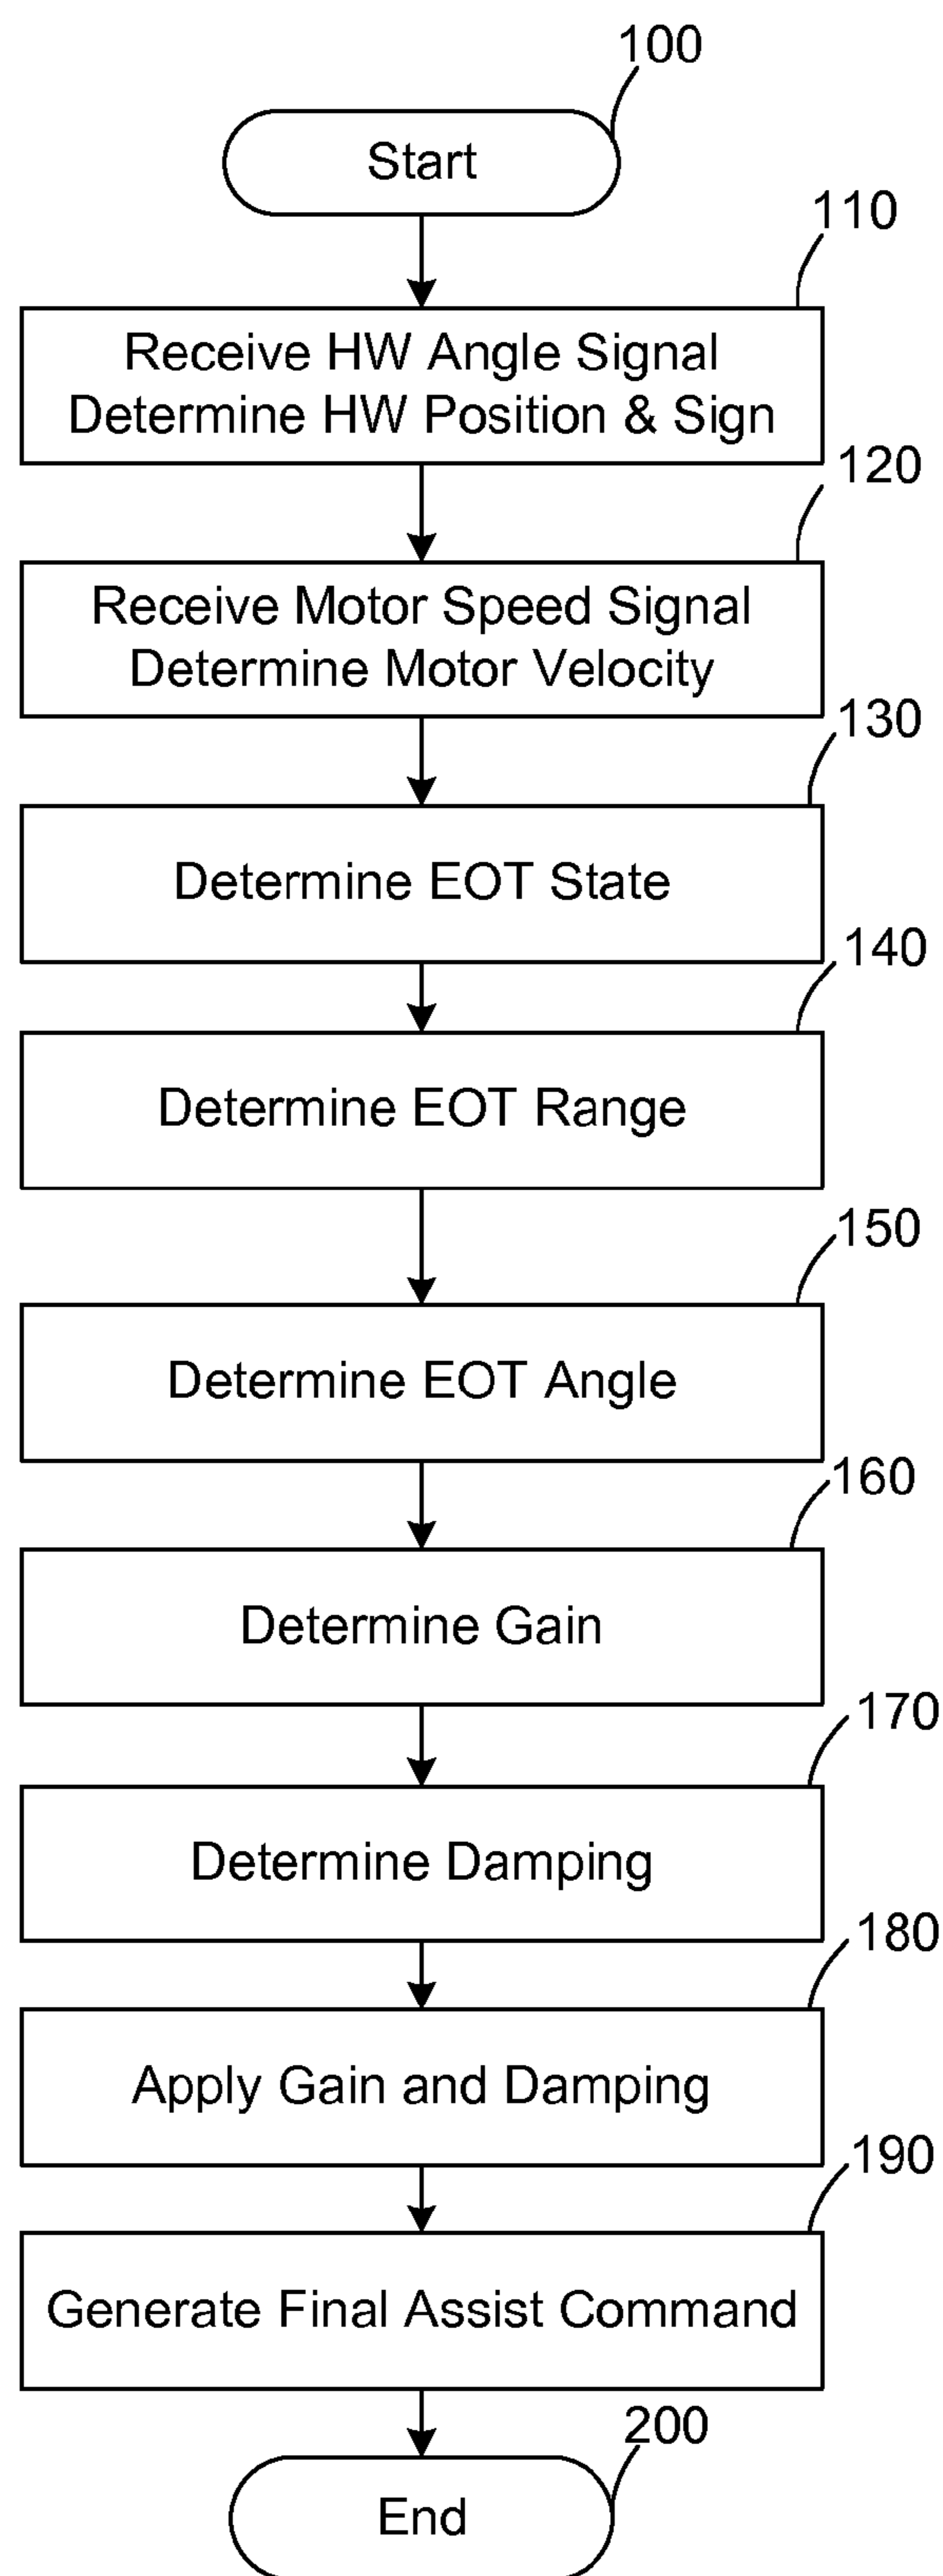 100
Start
110
Receive HW Angle Signal
Determine HW Position & Sign
120
Receive Motor Speed Signal
Determine Motor Velocity
130
Determine EOT State
140
Determine EOT Range
150
Determine EOT Angle
160
Determine Gain
170
Determine Damping
180
Apply Gain and Damping
190
Generate Final Assist Command
200
End